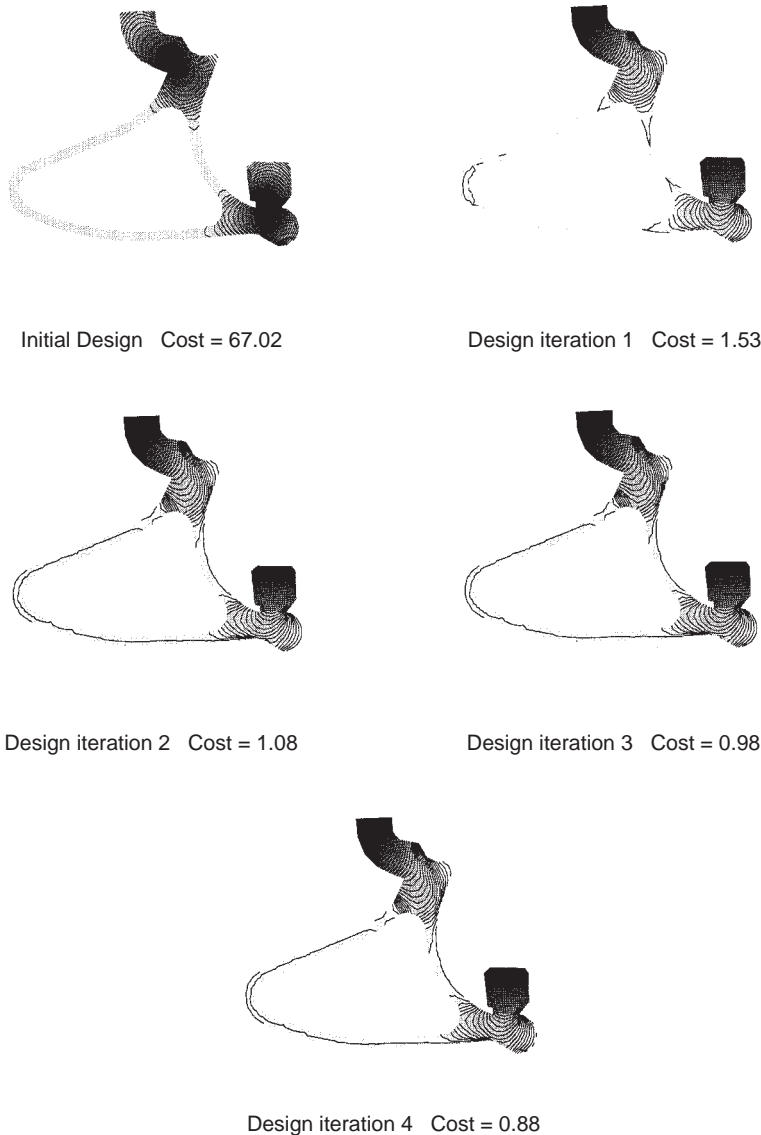 Initial Design Cost = 67.02
Design iteration 1 Cost = 1.53
Design iteration 2 Cost = 1.08
Design iteration 3 Cost = 0.98
Design iteration 4 Cost = 0.88